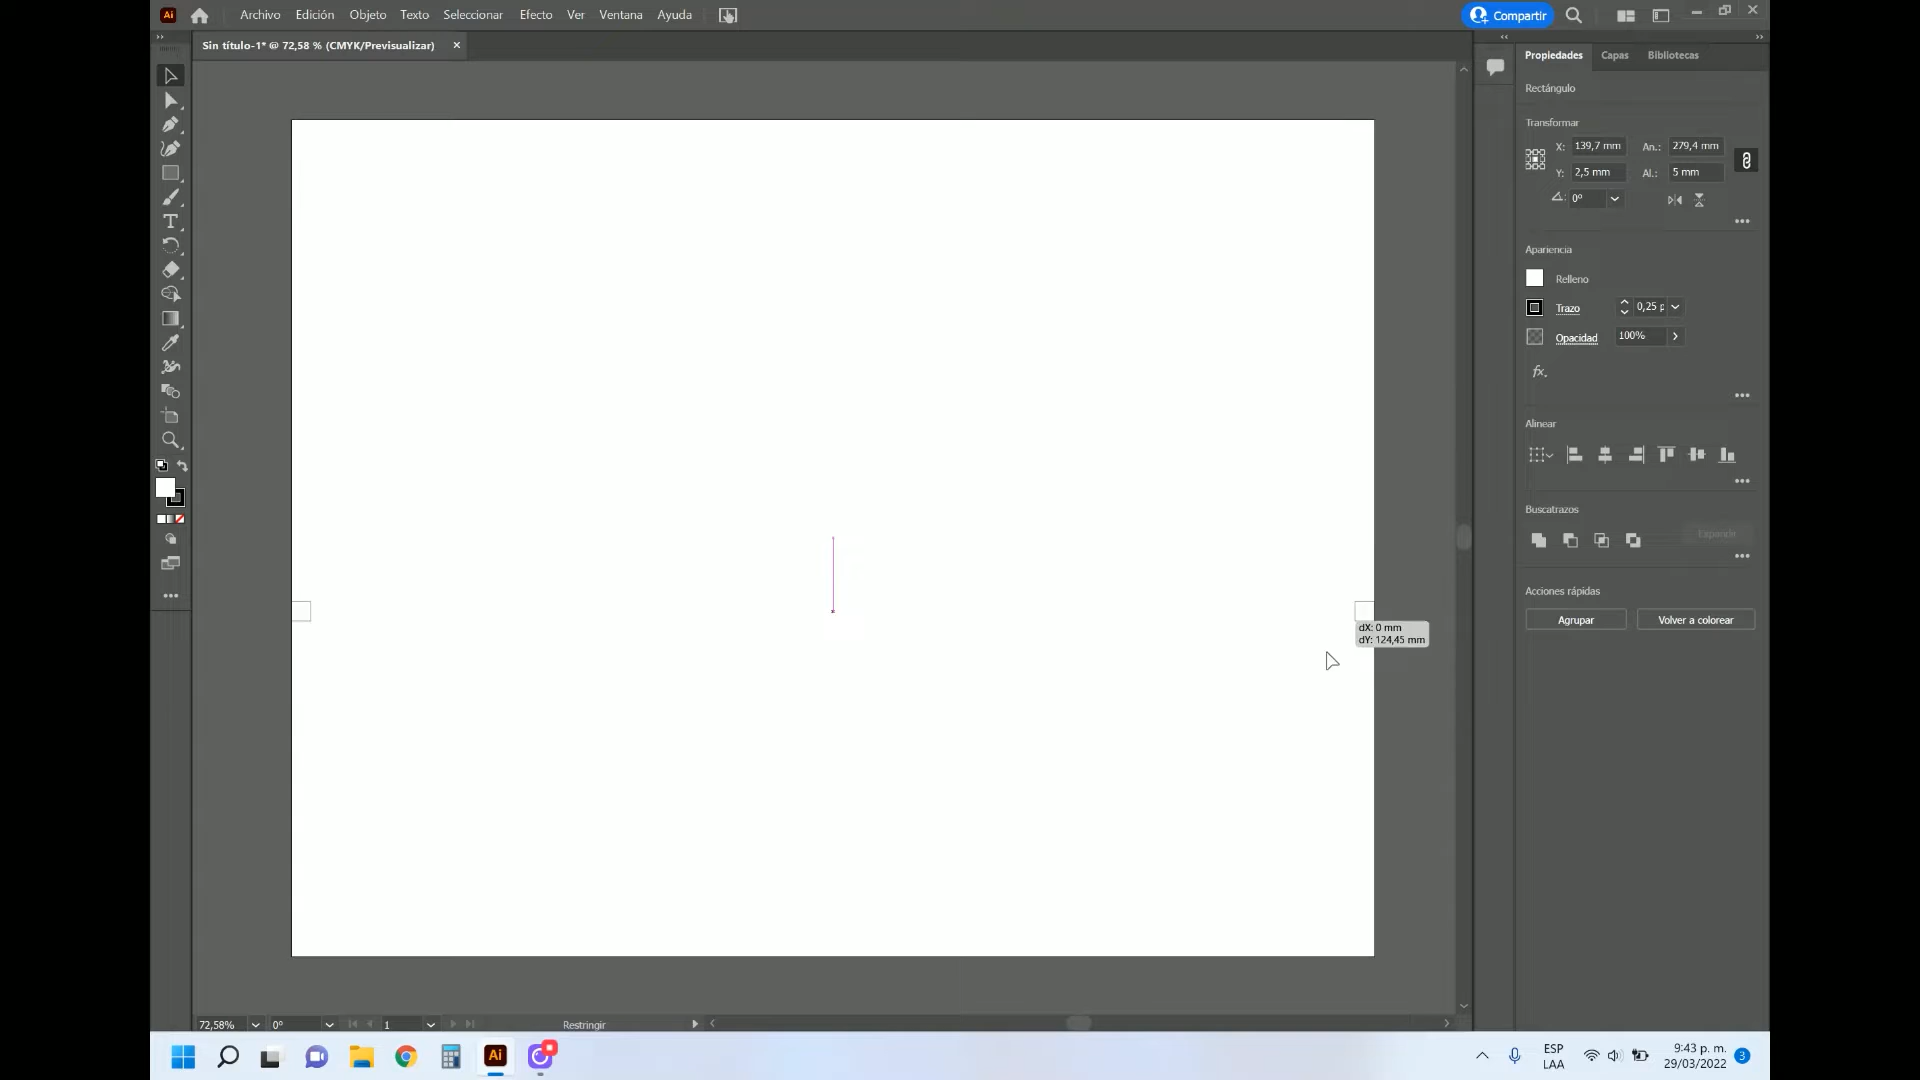 Ai
Archivo Edición Objeto Texto Seleccionar Efecto Ver Ventana Ayuda
Compartir
Sin título-1* @ 72,58 % (CMYK/Previsualizar)
Propiedades Capas Bibliotecas
Rectángulo
Transformar
X: 139,7 mm An.: 279,4 mm
Y: 2,5 mm Al.: 5 mm
0°
Apariencia
Relleno
Trazo 0,25 p
Opacidad 100%
fx
Alinear
Buscatrazos
Expandir
Acciones rápidas
Agrupar Volver a colorear
dX: 0 mm
dY: 124,45 mm
72,58% 0° 1 Restringir
Ai
ESP
LAA
9:43 p. m.
29/03/2022
3